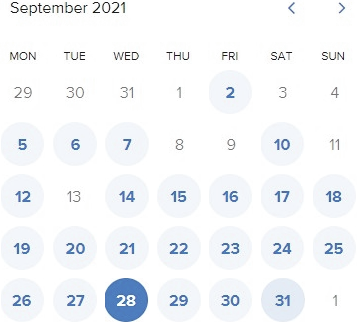 September 2021
MON TUE WED THU FRI SAT SUN
29 30 31 1 2 3 4
5 6 7 8 9 10 11
12 13 14 15 16 17 18
19 20 21 22 23 24 25
26 27 28 29 30 31 1